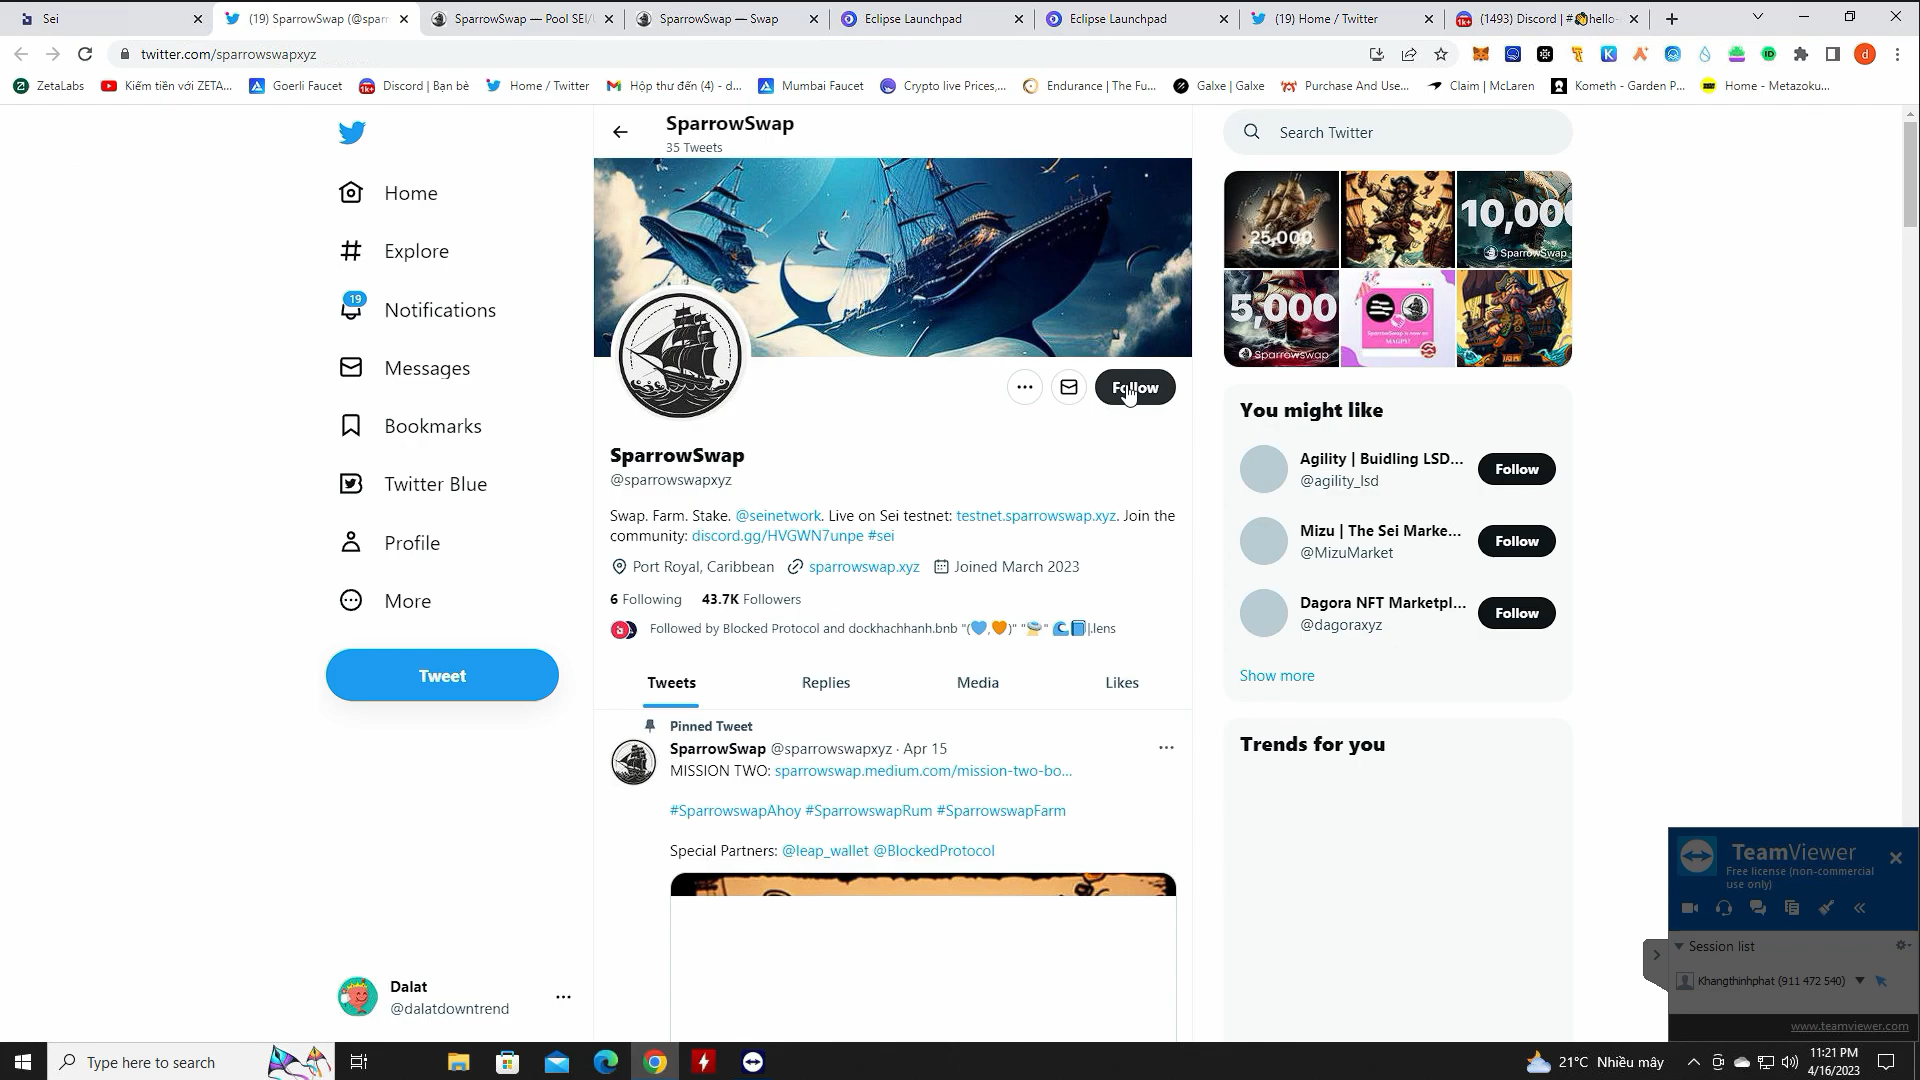 Sei
(19) SparrowSwap (@spar
SparrowSwap — Pool SEI/U
SparrowSwap — Swap
Eclipse Launchpad
Eclipse Launchpad
(19) Home / Twitter
(1493) Discord | #👋hello-
twitter.com/sparrowswapxyz
ZetaLabs
Kiếm tiền với ZETA...
Goerli Faucet
Discord | Bạn bè
Home / Twitter
Hộp thư đến (4) - d...
Mumbai Faucet
Crypto live Prices,...
Endurance | The Fu...
Galxe | Galxe
Purchase And Use...
Claim | McLaren
Kometh - Garden P...
Home - Metazoku...
Home
Explore
19
Notifications
Messages
Bookmarks
Twitter Blue
Profile
More
Tweet
Dalat
@dalatdowntrend
SparrowSwap
35 Tweets
Follow
SparrowSwap
@sparrowswapxyz
Swap. Farm. Stake. @seinetwork. Live on Sei testnet: testnet.sparrowswap.xyz. Join the
community: discord.gg/HVGWN7unpe #sei
Port Royal, Caribbean sparrowswap.xyz Joined March 2023
6 Following 43.7K Followers
Followed by Blocked Protocol and dockhachhanh.bnb "(💙,🧡)" "🍚" 🌊📘|.lens
Tweets Replies Media Likes
Pinned Tweet
SparrowSwap @sparrowswapxyz · Apr 15
MISSION TWO: sparrowswap.medium.com/mission-two-bo...
#SparrowswapAhoy #SparrowswapRum #SparrowswapFarm
Special Partners: @leap_wallet @BlockedProtocol
Search Twitter
25,000
10,000
SparrowSwap
5,000
Sparrowswap
SparrowSwap is now on
MAGPS!
You might like
Agility | Buidling LSD...
@agility_lsd
Follow
Mizu | The Sei Marke...
@MizuMarket
Follow
Dagora NFT Marketpl...
@dagoraxyz
Follow
Show more
Trends for you
TeamViewer
Free license (non-commercial
use only)
Session list
Khangthinhphat (911 472 540)
www.teamviewer.com
Type here to search
21°C Nhiều mây
11:21 PM
4/16/2023